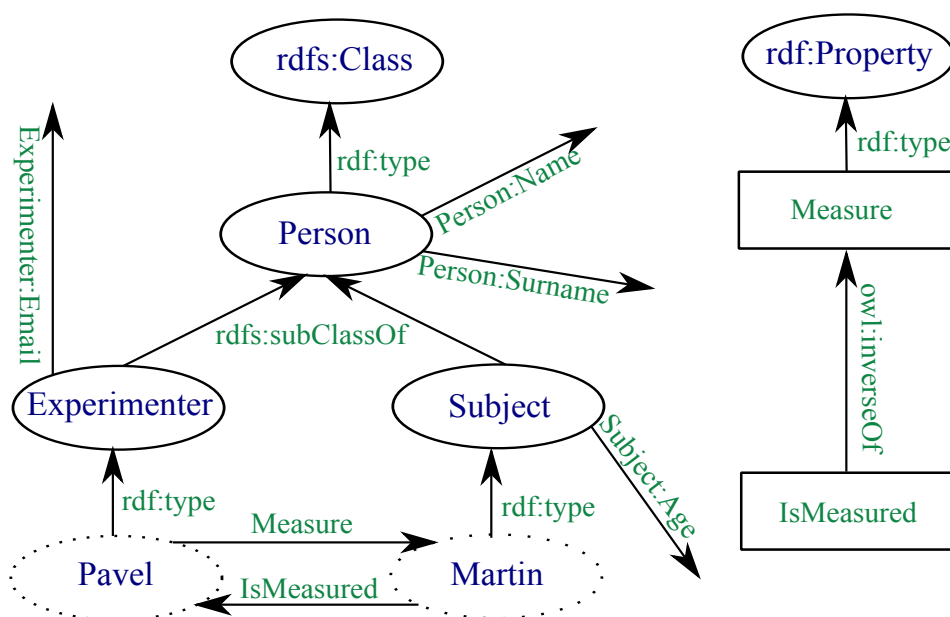 rdfs:Class
rdf:Property
rdf:type
rdf:type
Experimenter:Email
Person:Name
Person
Measure
Person:Surname
rdfs:subClassOf
owl:inverseOf
Experimenter
Subject
Subject:Age
rdf:type
rdf:type
Measure
IsMeasured
Pavel
IsMeasured
Martin